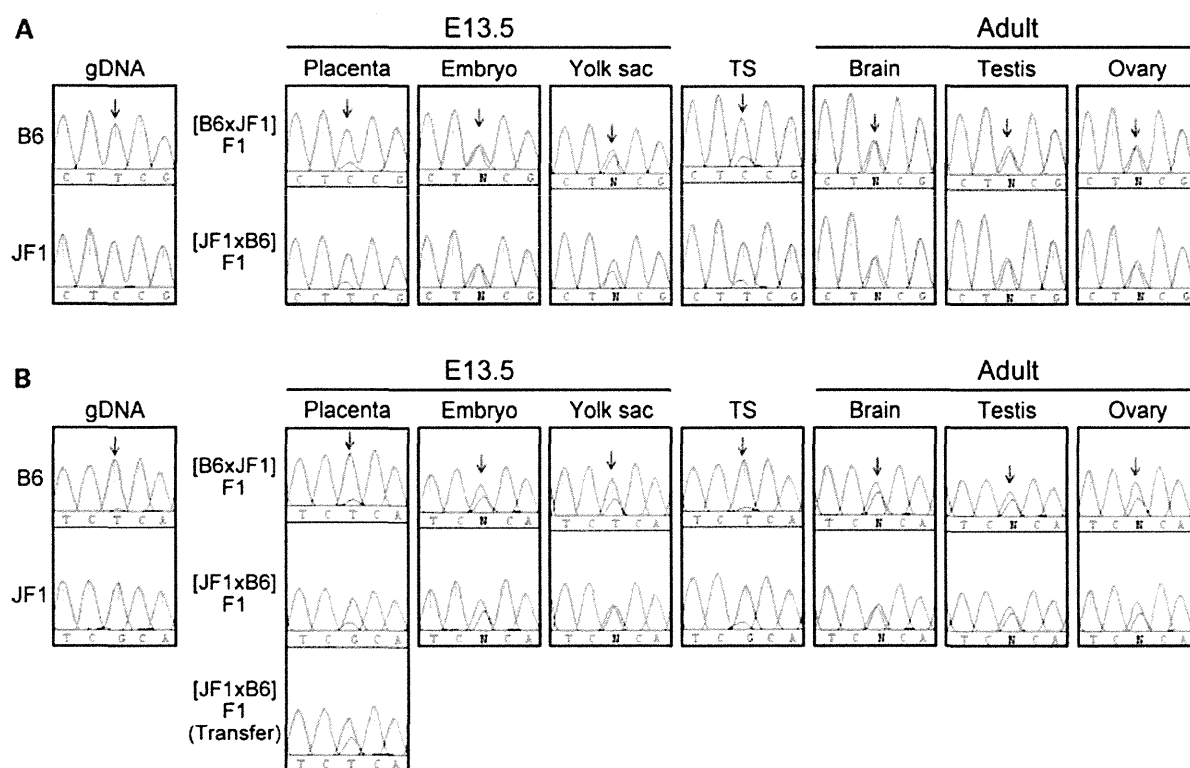 A
E13.5
Adult
gDNA
Placenta
Embryo
Yolk sac
TS
Brain
Testis
Ovary
B6
[B6xJF1]
F1
C T T C G
C T C C G
C T N C G
C T N C G
C T C C G
C T N C G
C T N C G
C T N C G
JF1
[JF1xB6]
F1
C T C C G
C T T C G
C T N C G
C T N C G
C T T C G
C T N C G
C T N C G
C T N C G
B
E13.5
Adult
gDNA
Placenta
Embryo
Yolk sac
TS
Brain
Testis
Ovary
B6
[B6xJF1]
F1
T C T C A
T C T C A
T C N C A
T C T C A
T C T C A
T C N C A
T C N C A
T C N C A
JF1
[JF1xB6]
F1
T C G C A
T C G C A
T C N C A
T C N C A
T C G C A
T C N C A
T C N C A
T C N C A
[JF1xB6]
F1
(Transfer)
T C T C A